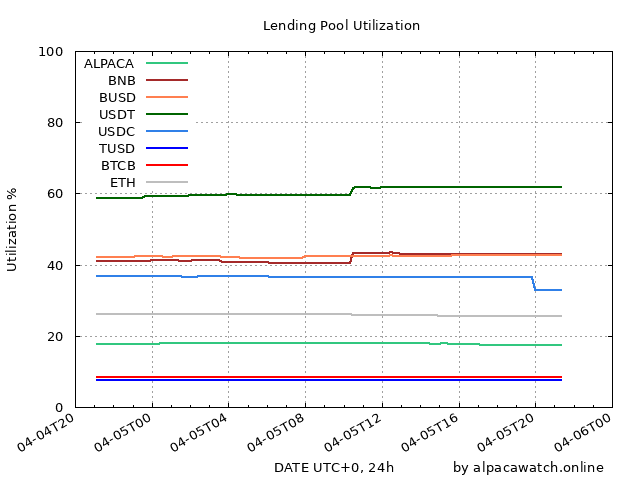 Lending Pool Utilization
100
80
60
40
20
0
Utilization %
ALPACA
BNB
BUSD
USDT
USDC
TUSD
BTCB
ETH
04-04T20
04-05T00
04-05T04
04-05T08
04-05T12
04-05T16
04-05T20
04-06T00
DATE UTC+0, 24h
by alpacawatch.online